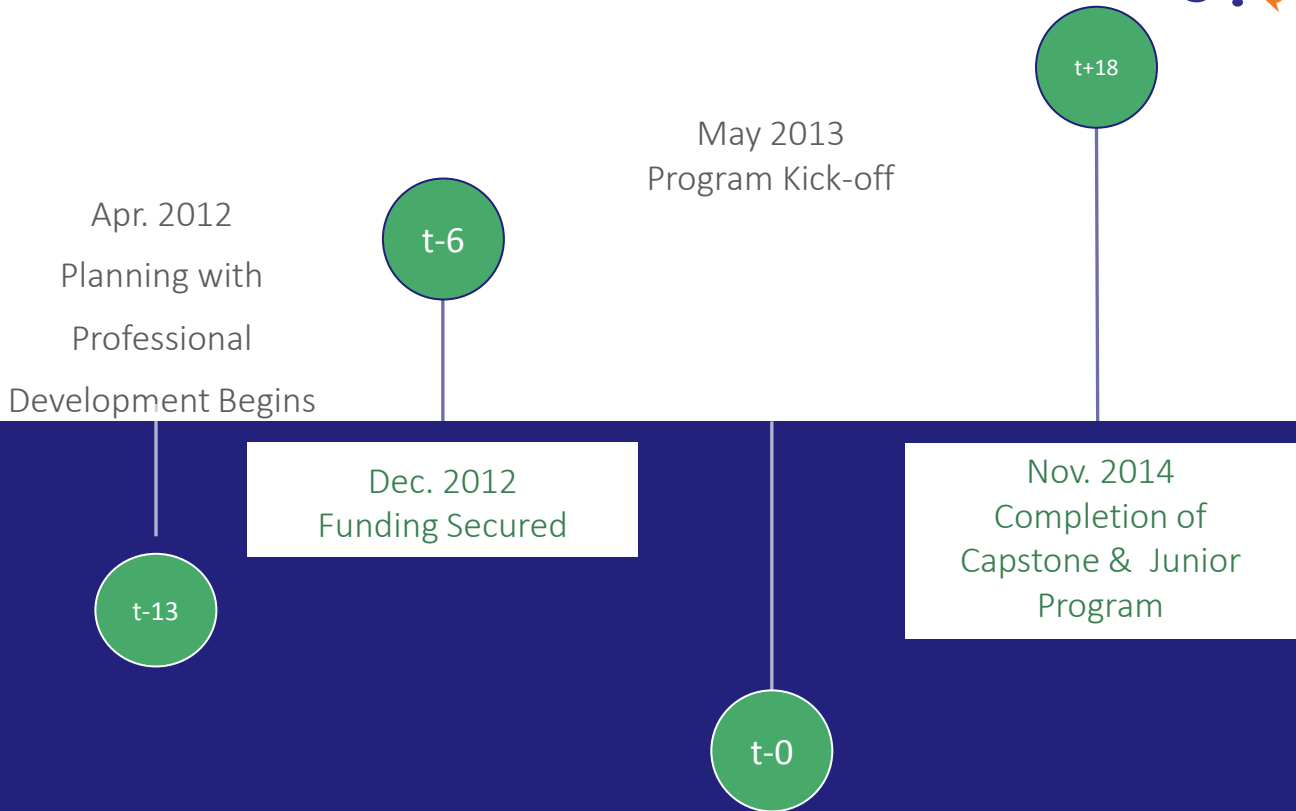 Apr. 2012
Planning with
Professional
Development Begins
t-13
t-6
Dec. 2012
Funding Secured
May 2013
Program Kick-off
t-0
t+18
Nov. 2014
Completion of
Capstone & Junior
Program